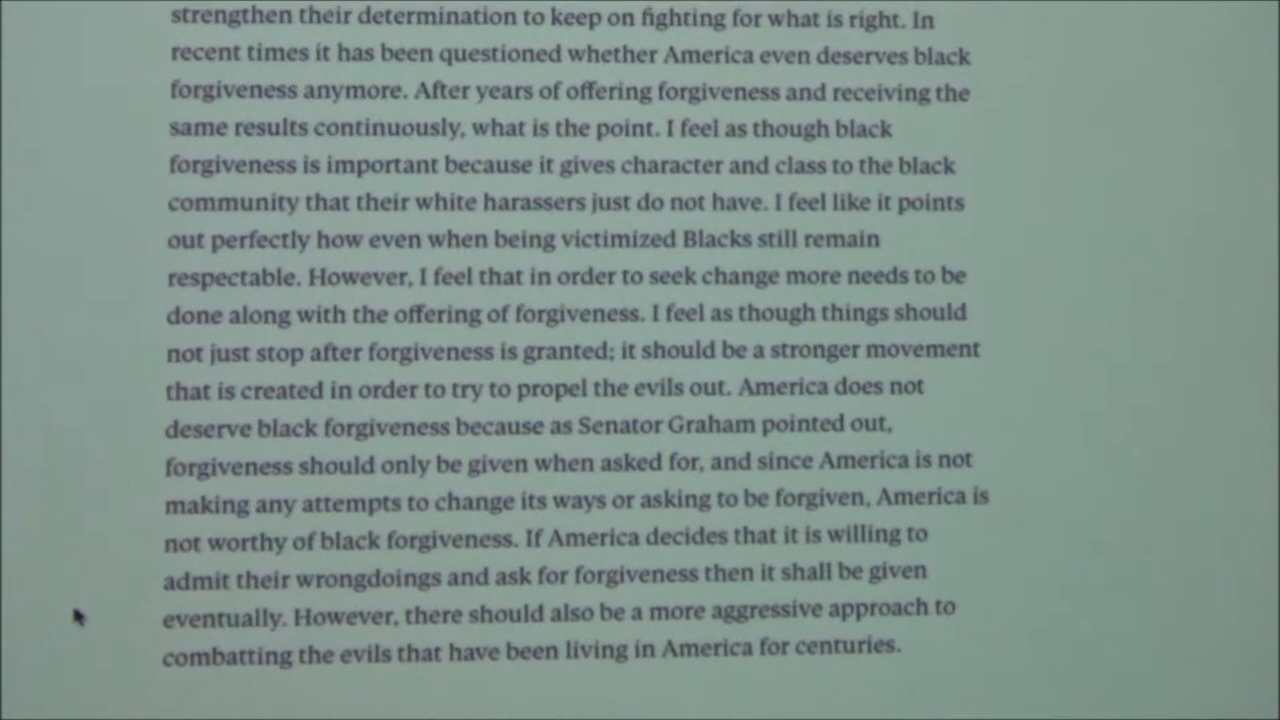 strengthen their determination to keep on fighting for what is right. In
recent times it has been questioned whether America even deserves black
forgiveness anymore. After years of offering forgiveness and receiving the
same results continuously, what is the point. I feel as though black
forgiveness is important because it gives character and class to the black
community that their white harassers just do not have. I feel like it points
out perfectly how even when being victimized Blacks still remain
respectable. However, I feel that in order to seek change more needs to be
done along with the offering of forgiveness. I feel as though things should
not just stop after forgiveness is granted; it should be a stronger movement
that is created in order to try to propel the evils out. America does not
deserve black forgiveness because as Senator Graham pointed out,
forgiveness should only be given when asked for, and since America is not
making any attempts to change its ways or asking to be forgiven, America is
not worthy of black forgiveness. If America decides that it is willing to
admit their wrongdoings and ask for forgiveness then it shall be given
eventually. However, there should also be a more aggressive approach to
combatting the evils that have been living in America for centuries.